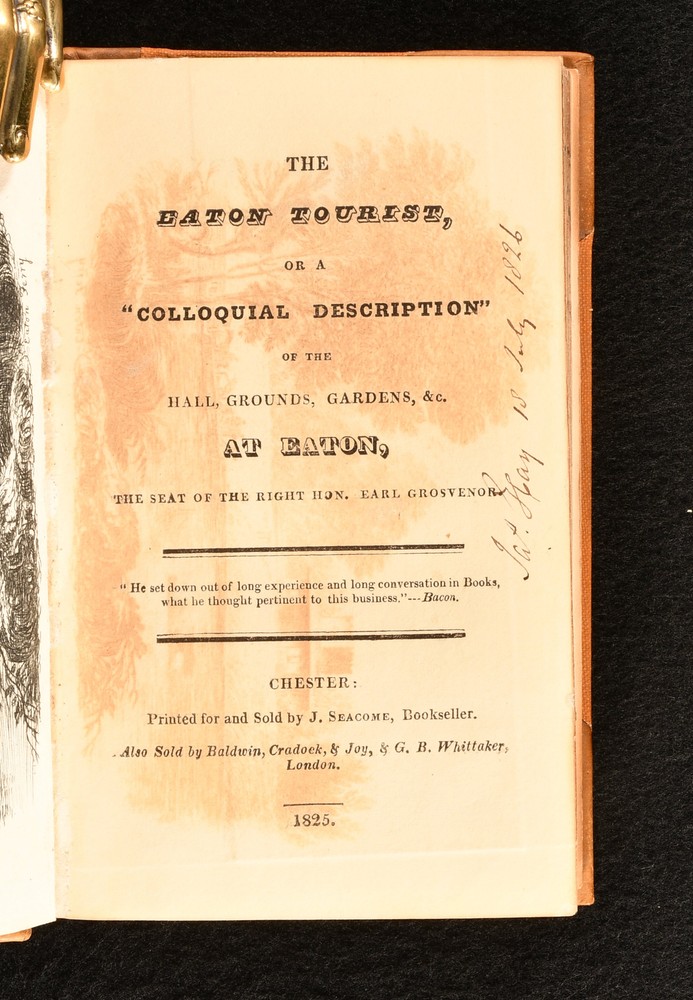 THE
EATON TOURIST,
OR A
"COLLOQUIAL DESCRIPTION"
OF THE
HALL, GROUNDS, GARDENS, &c.
AT EATON,
THE SEAT OF THE RIGHT HON. EARL GROSVENOR.
"He set down out of long experience and long conversation in Books,
what he thought pertinent to this business."---Bacon.
CHESTER:
Printed for and Sold by J. SEACOME, Bookseller.
Also Sold by Baldwin, Cradock, & Joy, & G. B. Whittaker,
London.
1825.
Jas. Hay 18 July 1826